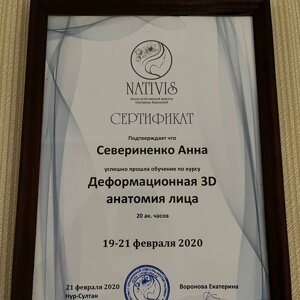 NATIVIS
СЕРТИФИКАТ
Подтверждает что
Севериненко Анна
успешно прошла обучение по курсу
Деформационная 3D
анатомия лица
20 ак. часов
19-21 февраля 2020
21 февраля 2020
Нур-Султан
Воронова Екатерина